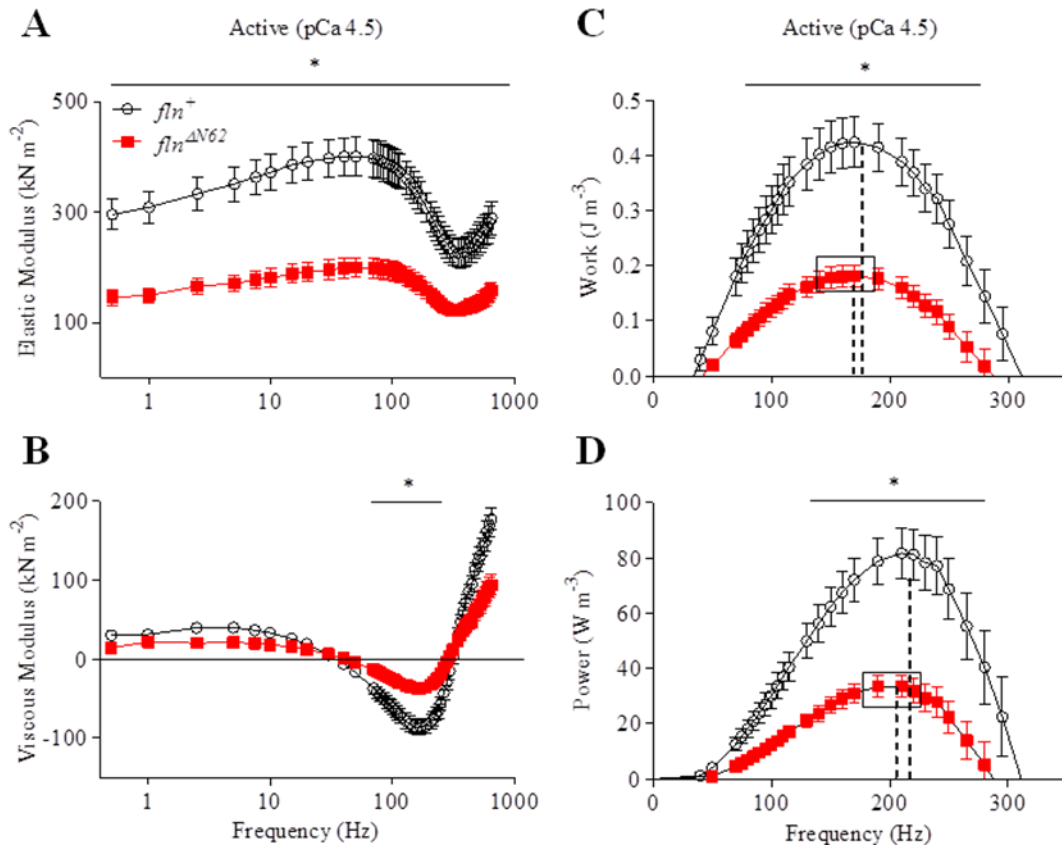 A
Active (pCa 4.5)
*
500
300
100
Elastic Modulus (kN m-2)
fln+
flnΔN62
1
10
100
1000
B
*
200
100
0
-100
Viscous Modulus (kN m-2)
1
10
100
1000
Frequency (Hz)
C
Active (pCa 4.5)
*
0.5
0.4
0.3
0.2
0.1
0.0
Work (J m-3)
0
100
200
300
D
*
100
80
60
40
20
0
Power (W m-3)
0
100
200
300
Frequency (Hz)